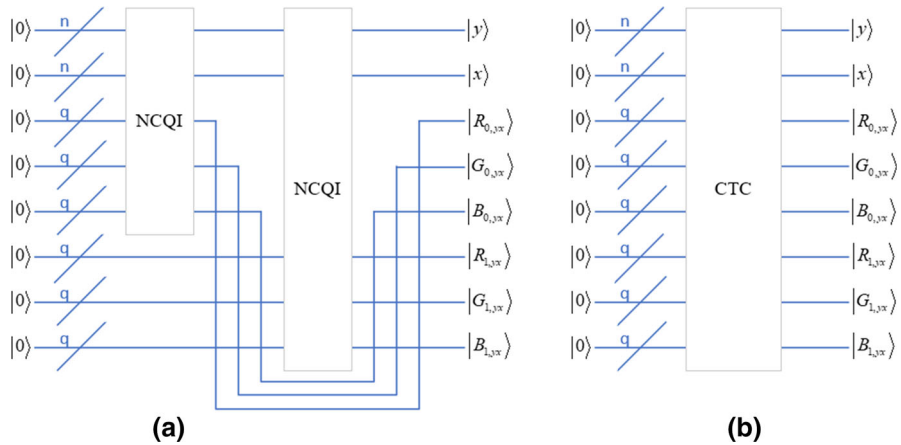 |0⟩ n |y⟩ |0⟩ n |y⟩
|0⟩ n |x⟩ |0⟩ n |x⟩
|0⟩ q NCQI |R₀,yx⟩ |0⟩ q |R₀,yx⟩
|0⟩ q NCQI |G₀,yx⟩ |0⟩ q CTC |G₀,yx⟩
|0⟩ q |B₀,yx⟩ |0⟩ q |B₀,yx⟩
|0⟩ q |R₁,yx⟩ |0⟩ q |R₁,yx⟩
|0⟩ q |G₁,yx⟩ |0⟩ q |G₁,yx⟩
|0⟩ q |B₁,yx⟩ |0⟩ q |B₁,yx⟩
(a) (b)